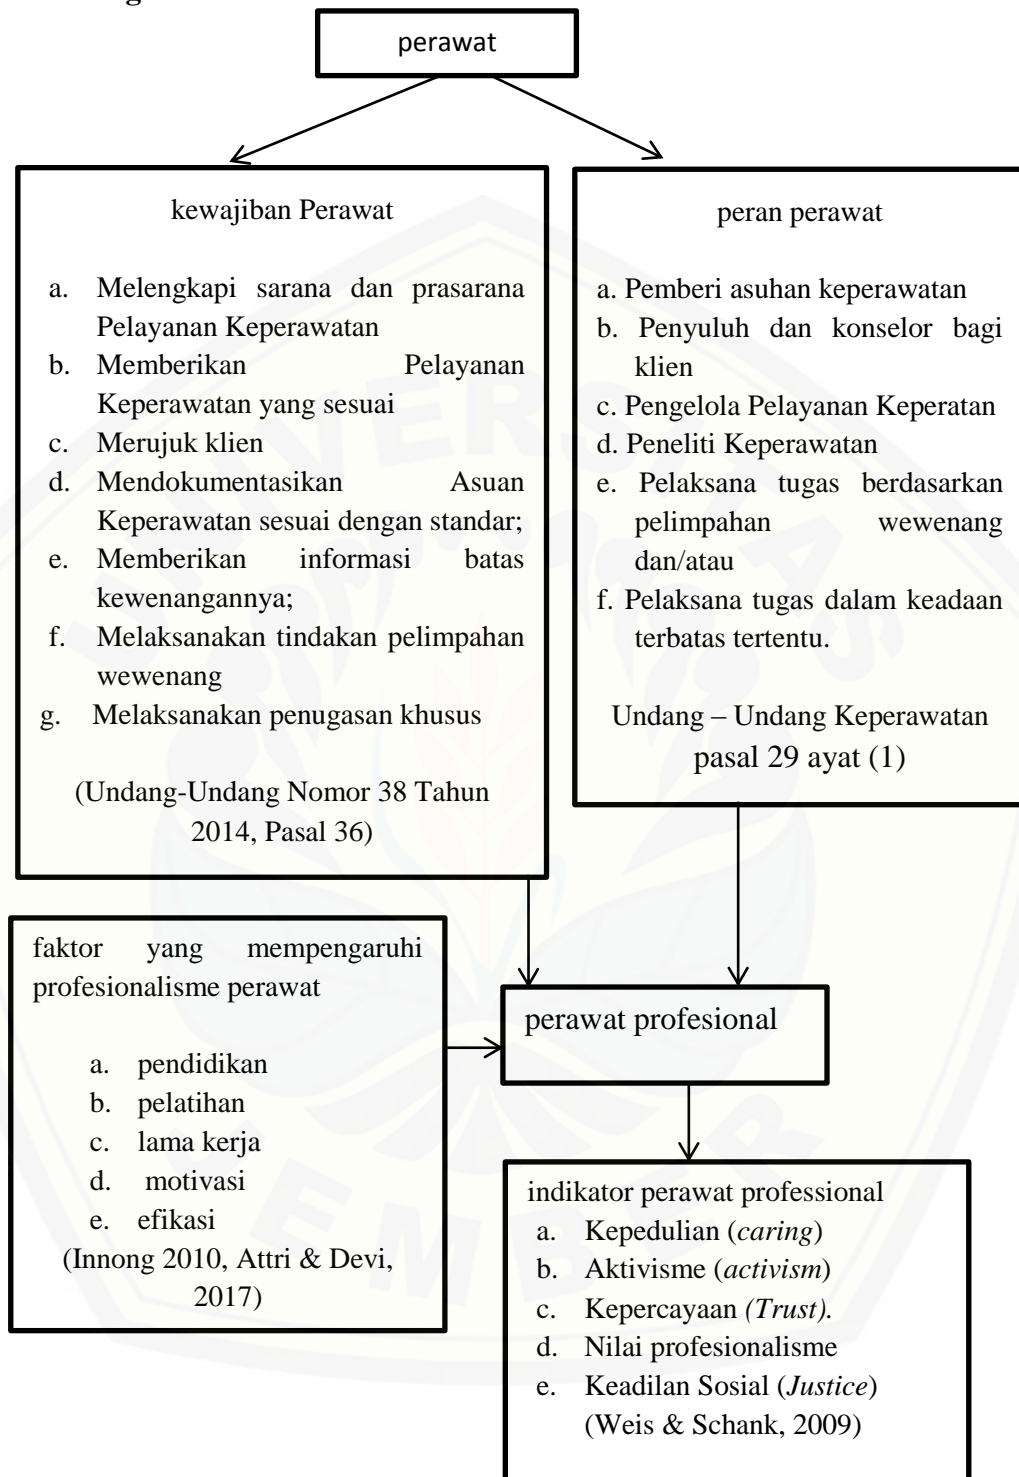 perawat
kewajiban Perawat
a. Melengkapi sarana dan prasarana
Pelayanan Keperawatan
b. Memberikan Pelayanan
Keperawatan yang sesuai
c. Merujuk klien
d. Mendokumentasikan Asuan
Keperawatan sesuai dengan standar;
e. Memberikan informasi batas
kewenangannya;
f. Melaksanakan tindakan pelimpahan
wewenang
g. Melaksanakan penugasan khusus
(Undang-Undang Nomor 38 Tahun
2014, Pasal 36)
peran perawat
a. Pemberi asuhan keperawatan
b. Penyuluh dan konselor bagi
klien
c. Pengelola Pelayanan Keperatan
d. Peneliti Keperawatan
e. Pelaksana tugas berdasarkan
pelimpahan wewenang
dan/atau
f. Pelaksana tugas dalam keadaan
terbatas tertentu.
Undang – Undang Keperawatan
pasal 29 ayat (1)
faktor yang mempengaruhi
profesionalisme perawat
a. pendidikan
b. pelatihan
c. lama kerja
d. motivasi
e. efikasi
(Innong 2010, Attri & Devi,
2017)
perawat profesional
indikator perawat professional
a. Kepedulian (caring)
b. Aktivisme (activism)
c. Kepercayaan (Trust).
d. Nilai profesionalisme
e. Keadilan Sosial (Justice)
(Weis & Schank, 2009)
UNIVERSITAS
JEMBER